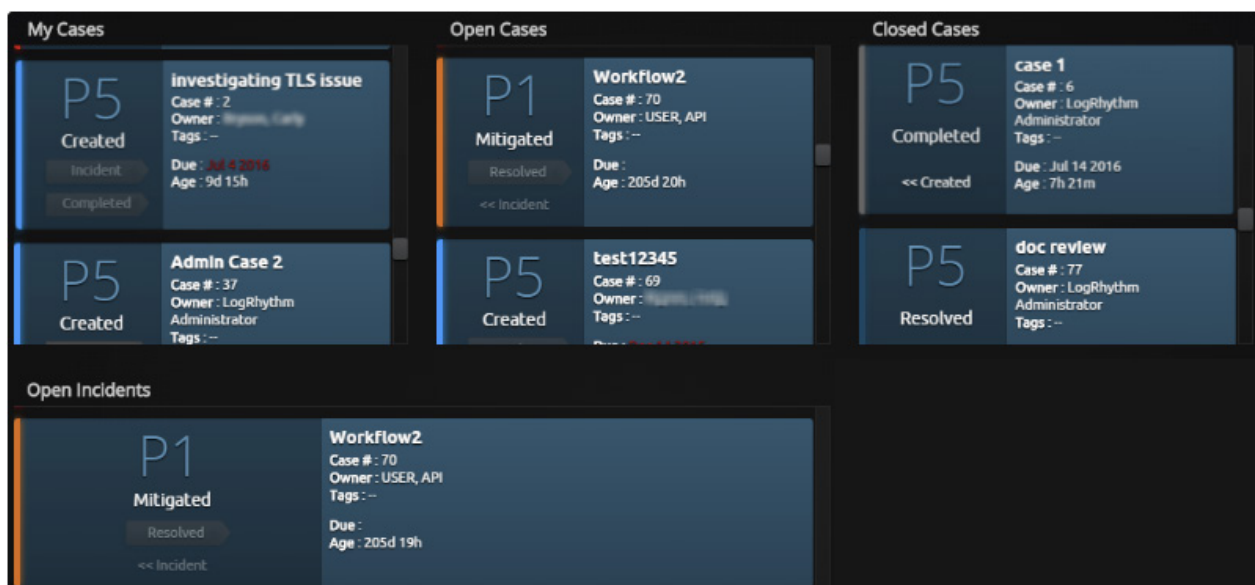 My Cases
P5
Created
Incident
Completed
investigating TLS issue
Case # : 2
Owner :
Tags : --
Due : Jul 4 2016
Age : 9d 15h
P5
Created
Admin Case 2
Case # : 37
Owner : LogRhythm
Administrator
Tags : --
Open Cases
P1
Mitigated
Resolved
<< Incident
Workflow2
Case # : 70
Owner : USER, API
Tags : --
Due :
Age : 205d 20h
P5
Created
test12345
Case # : 69
Owner :
Tags : --
Closed Cases
P5
Completed
<< Created
case 1
Case # : 6
Owner : LogRhythm
Administrator
Tags : --
Due : Jul 14 2016
Age : 7h 21m
P5
Resolved
doc review
Case # : 77
Owner : LogRhythm
Administrator
Tags : --
Open Incidents
P1
Mitigated
Resolved
<< Incident
Workflow2
Case # : 70
Owner : USER, API
Tags : --
Due :
Age : 205d 19h